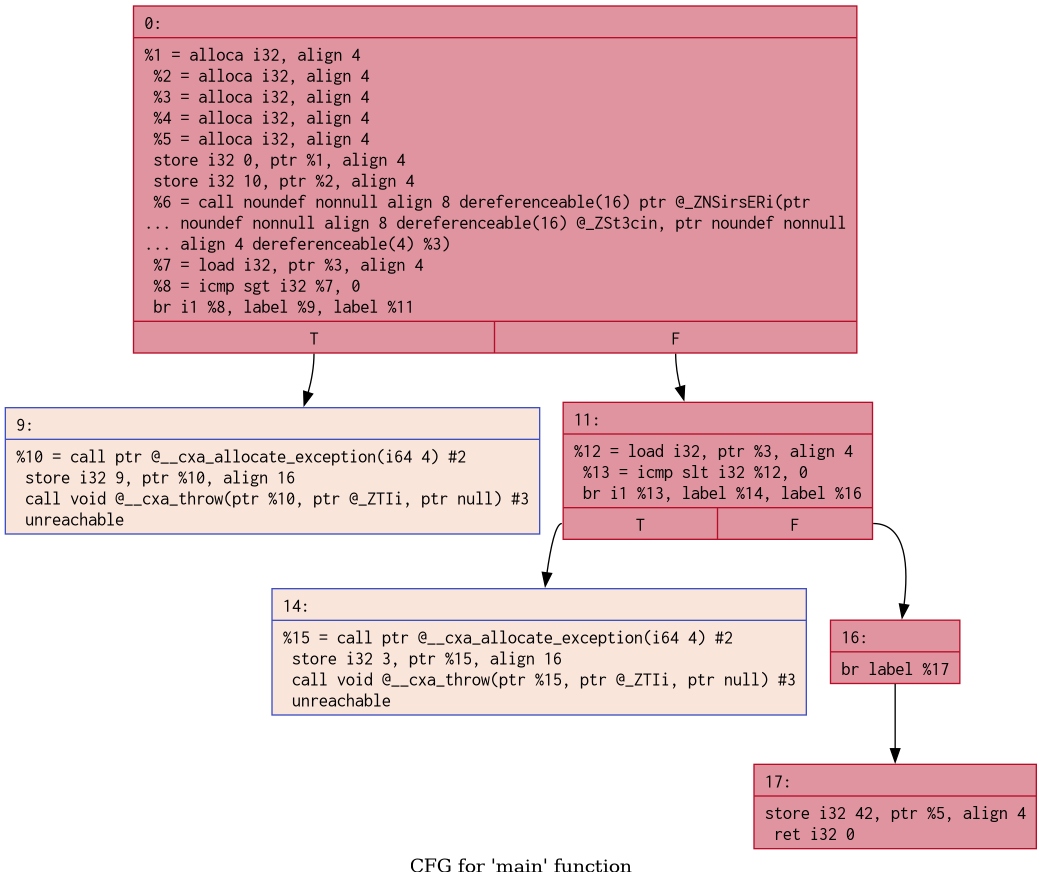 0:
%1 = alloca i32, align 4
%2 = alloca i32, align 4
%3 = alloca i32, align 4
%4 = alloca i32, align 4
%5 = alloca i32, align 4
store i32 0, ptr %1, align 4
store i32 10, ptr %2, align 4
%6 = call noundef nonnull align 8 dereferenceable(16) ptr @_ZNSirsERi(ptr
... noundef nonnull align 8 dereferenceable(16) @_ZSt3cin, ptr noundef nonnull
... align 4 dereferenceable(4) %3)
%7 = load i32, ptr %3, align 4
%8 = icmp sgt i32 %7, 0
br i1 %8, label %9, label %11
T F
9:
%10 = call ptr @__cxa_allocate_exception(i64 4) #2
store i32 9, ptr %10, align 16
call void @__cxa_throw(ptr %10, ptr @_ZTIi, ptr null) #3
unreachable
11:
%12 = load i32, ptr %3, align 4
%13 = icmp slt i32 %12, 0
br i1 %13, label %14, label %16
T F
14:
%15 = call ptr @__cxa_allocate_exception(i64 4) #2
store i32 3, ptr %15, align 16
call void @__cxa_throw(ptr %15, ptr @_ZTIi, ptr null) #3
unreachable
16:
br label %17
17:
store i32 42, ptr %5, align 4
ret i32 0
CFG for 'main' function